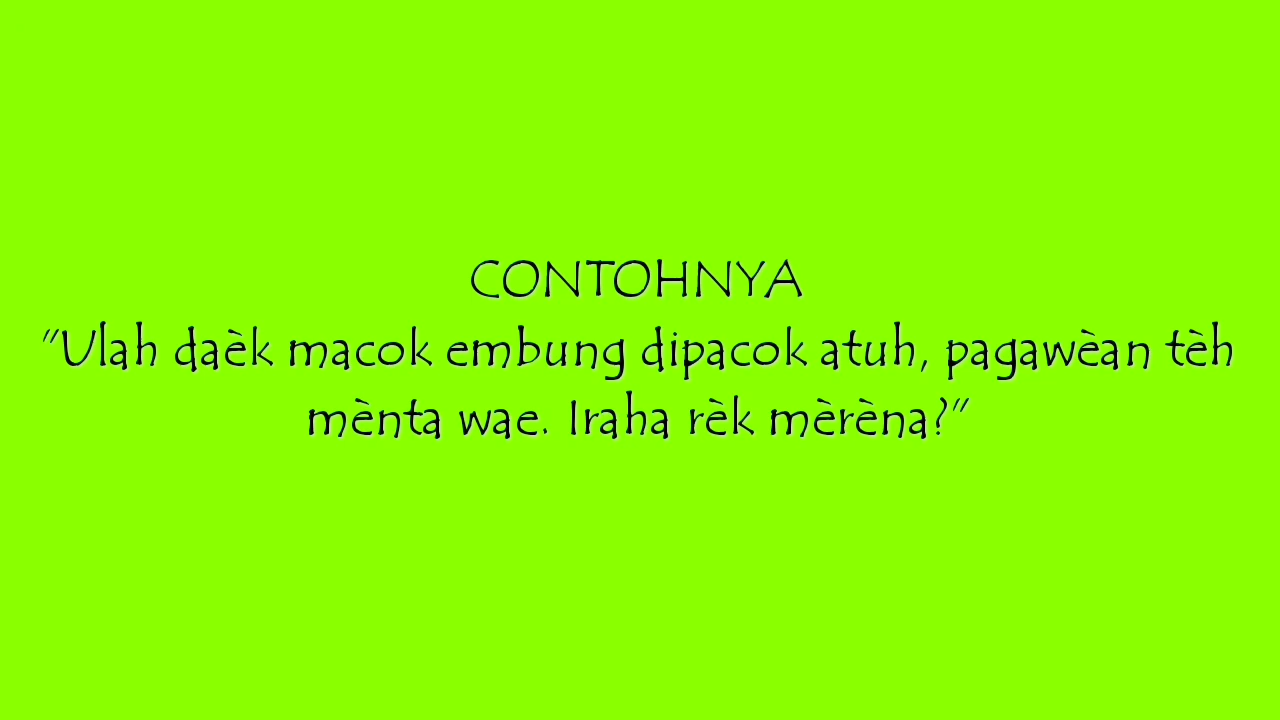 CONTOHNYA
"Ulah daèk macok embung dipacok atuh, pagawèan tèh
mènta wae. Iraha rèk mèrèna?"